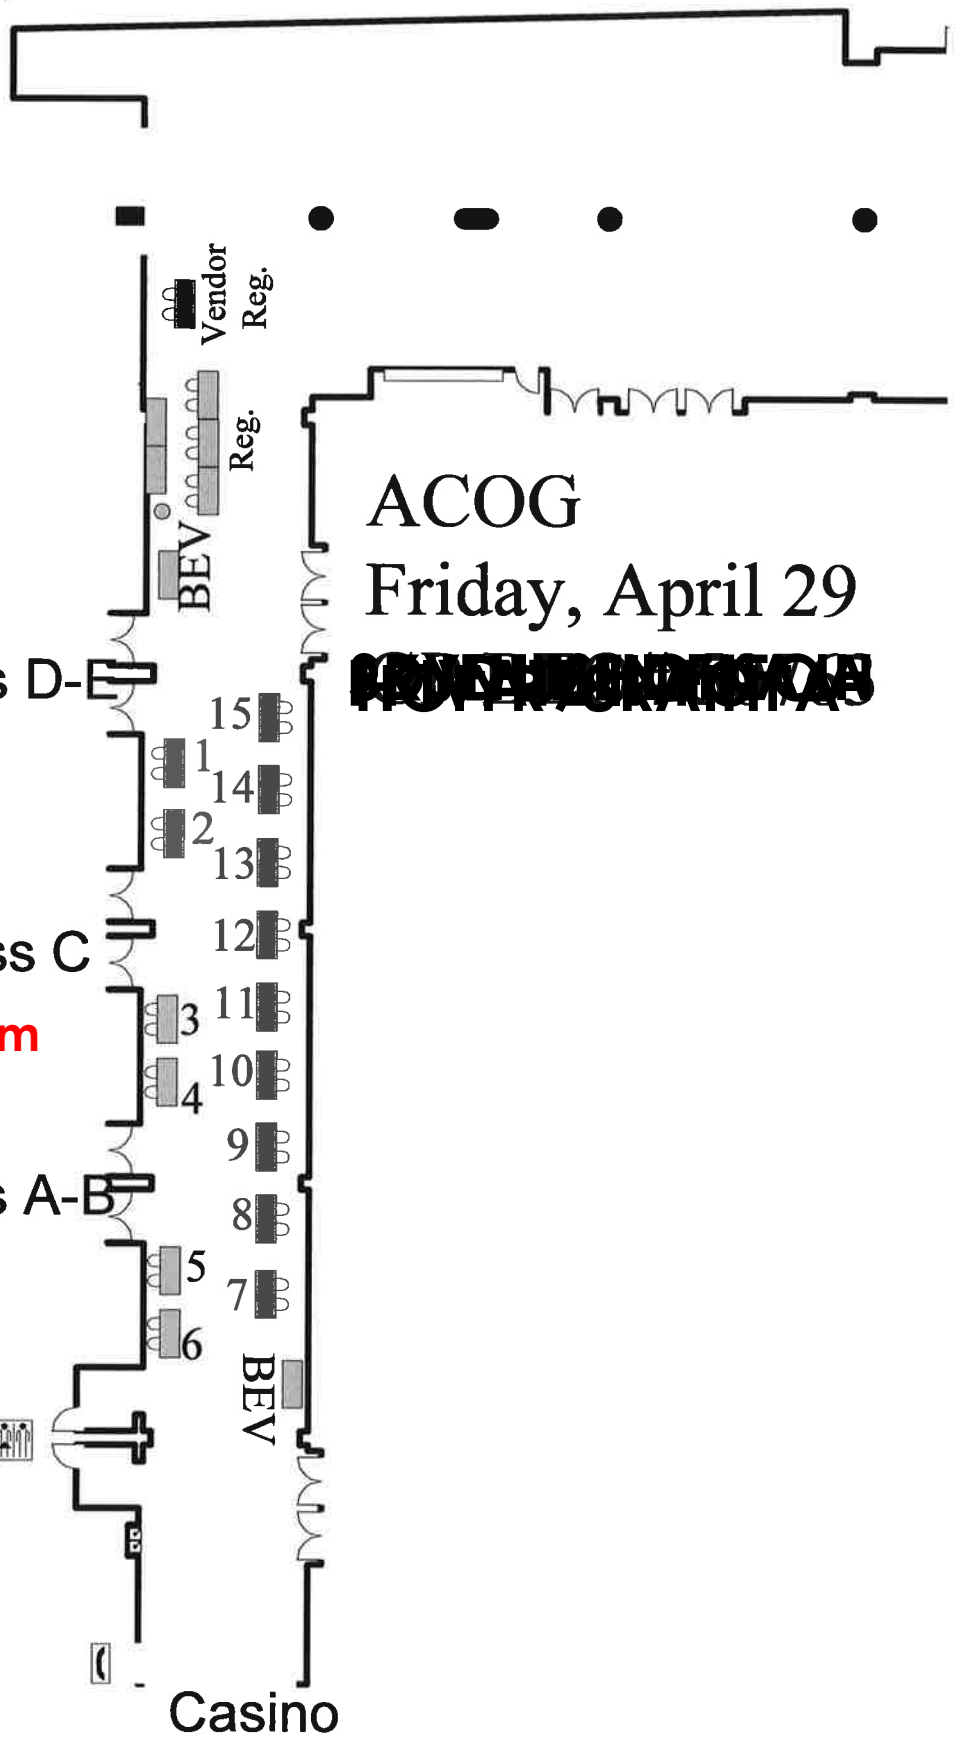 Vendor
Reg.
Reg.
BEV
ACOG
Friday, April 29
s D-E
15
1
14
2
13
12
ss C
11
3
m
10
4
9
s A-B
8
5
7
6
BEV
Casino